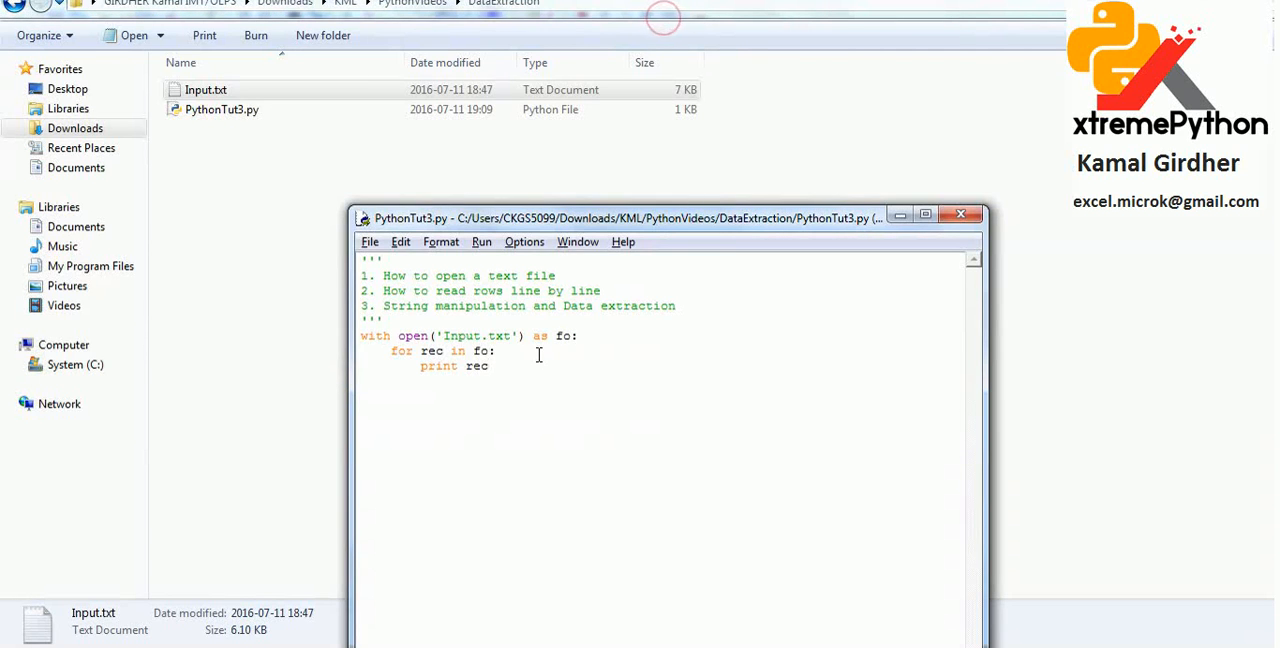 GIRDHER Kamal IMT/OLPS Downloads KML PythonVideos DataExtraction
Organize Open Print Burn New folder
Name Date modified Type Size
Favorites
Desktop
Libraries
Downloads
Recent Places
Documents
Libraries
Documents
Music
My Program Files
Pictures
Videos
Computer
System (C:)
Network
Input.txt 2016-07-11 18:47 Text Document 7 KB
PythonTut3.py 2016-07-11 19:09 Python File 1 KB
xtremePython
Kamal Girdher
excel.microk@gmail.com
PythonTut3.py - C:/Users/CKGS5099/Downloads/KML/PythonVideos/DataExtraction/PythonTut3.py (...
File Edit Format Run Options Window Help
'''
1. How to open a text file
2. How to read rows line by line
3. String manipulation and Data extraction
'''
with open('Input.txt') as fo:
    for rec in fo:
        print rec
Input.txt Date modified: 2016-07-11 18:47
Text Document Size: 6.10 KB